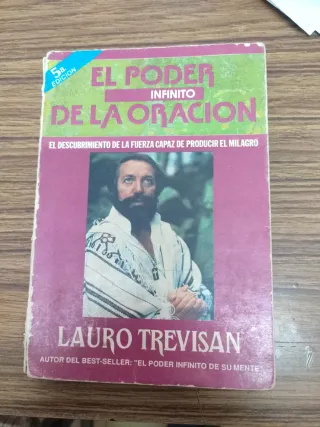 5a.
EDICION
EL PODER
INFINITO
DE LA ORACION
EL DESCUBRIMIENTO DE LA FUERZA CAPAZ DE PRODUCIR EL MILAGRO
LAURO TREVISAN
AUTOR DEL BEST-SELLER: "EL PODER INFINITO DE SU MENTE"